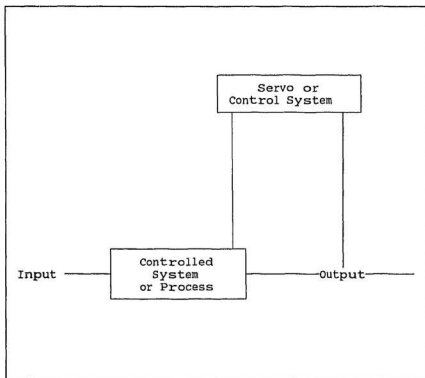 Servo or
Control System
Controlled
System
or Process
Input
Output